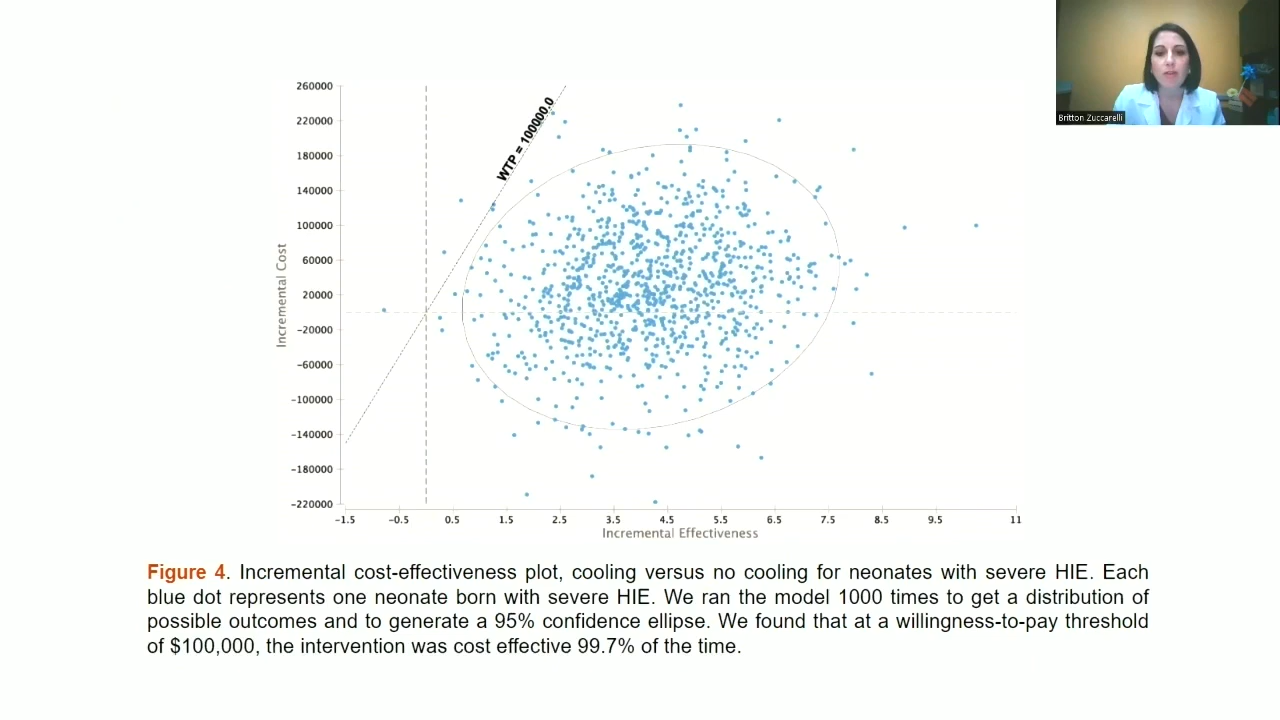 Britton Zuccarelli
260000
220000
180000
140000
100000
60000
20000
−20000
−60000
−100000
−140000
−180000
−220000
Incremental Cost
WTP = 100000.0
-1.5 -0.5 0.5 1.5 2.5 3.5 4.5 5.5 6.5 7.5 8.5 9.5 11
Incremental Effectiveness
Figure 4. Incremental cost-effectiveness plot, cooling versus no cooling for neonates with severe HIE. Each
blue dot represents one neonate born with severe HIE. We ran the model 1000 times to get a distribution of
possible outcomes and to generate a 95% confidence ellipse. We found that at a willingness-to-pay threshold
of $100,000, the intervention was cost effective 99.7% of the time.